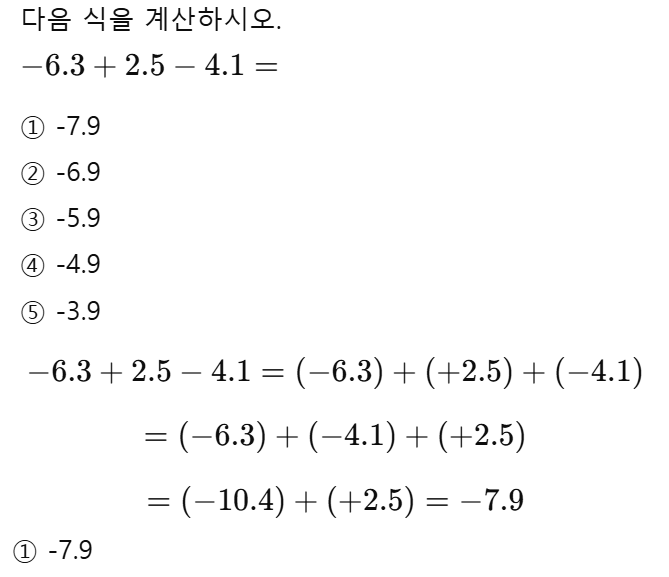 다음 식을 계산하시오.
−6.3 + 2.5 − 4.1 =
① -7.9
② -6.9
③ -5.9
④ -4.9
⑤ -3.9
−6.3 + 2.5 − 4.1 = (−6.3) + (+2.5) + (−4.1)
= (−6.3) + (−4.1) + (+2.5)
= (−10.4) + (+2.5) = −7.9
① -7.9